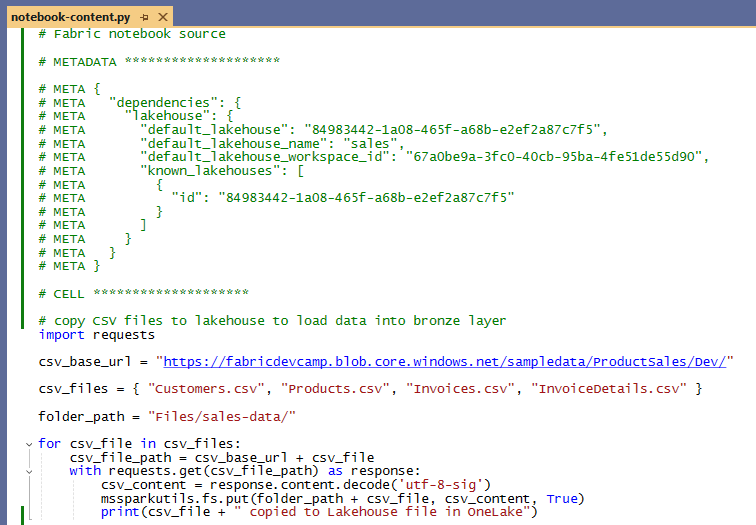 notebook-content.py
# Fabric notebook source
# METADATA ********************
# META {
# META   "dependencies": {
# META     "lakehouse": {
# META       "default_lakehouse": "84983442-1a08-465f-a68b-e2ef2a87c7f5",
# META       "default_lakehouse_name": "sales",
# META       "default_lakehouse_workspace_id": "67a0be9a-3fc0-40cb-95ba-4fe51de55d90",
# META       "known_lakehouses": [
# META         {
# META           "id": "84983442-1a08-465f-a68b-e2ef2a87c7f5"
# META         }
# META       ]
# META     }
# META   }
# META }
# CELL ********************
# copy CSV files to lakehouse to load data into bronze layer
import requests
csv_base_url = "https://fabricdevcamp.blob.core.windows.net/sampledata/ProductSales/Dev/"
csv_files = { "Customers.csv", "Products.csv", "Invoices.csv", "InvoiceDetails.csv" }
folder_path = "Files/sales-data/"
for csv_file in csv_files:
    csv_file_path = csv_base_url + csv_file
    with requests.get(csv_file_path) as response:
        csv_content = response.content.decode('utf-8-sig')
        mssparkutils.fs.put(folder_path + csv_file, csv_content, True)
        print(csv_file + " copied to Lakehouse file in OneLake")